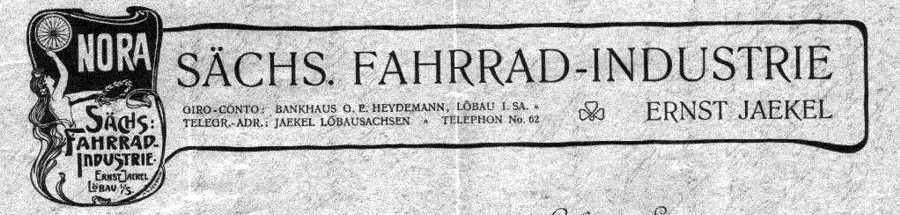 NORA
SÄCHS:
FAHRRAD-
INDUSTRIE.
ERNST JAEKEL
LÖBAU i/S.
SÄCHS. FAHRRAD-INDUSTRIE
GIRO-CONTO: BANKHAUS G. E. HEYDEMANN, LÖBAU I. SA. *
TELEGR.-ADR.: JAEKEL LÖBAUSACHSEN * TELEPHON No. 62
ERNST JAEKEL